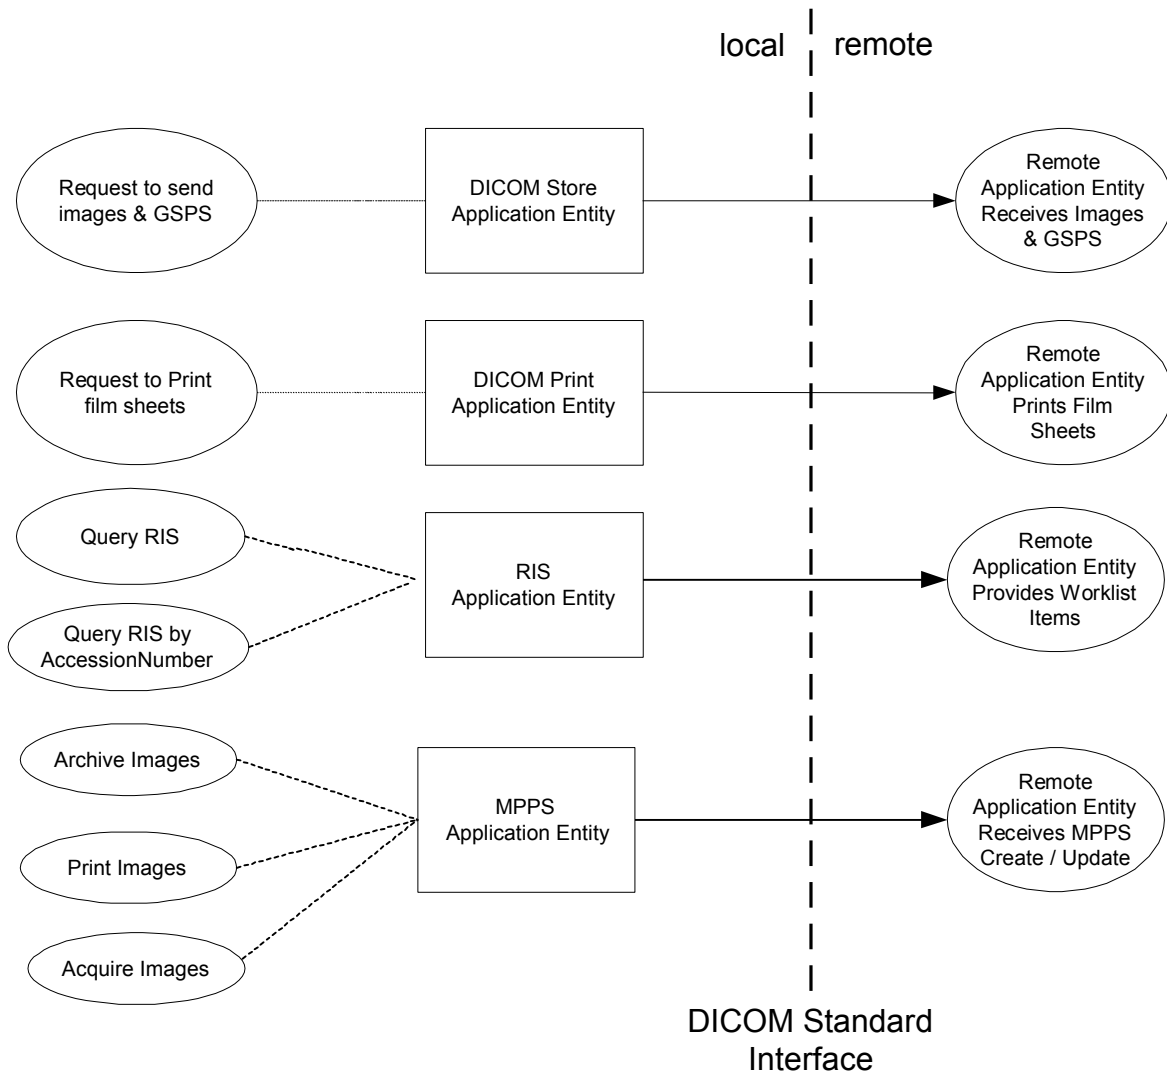 local
remote
Request to send
images & GSPS
DICOM Store
Application Entity
Remote
Application Entity
Receives Images
& GSPS
Request to Print
film sheets
DICOM Print
Application Entity
Remote
Application Entity
Prints Film
Sheets
Query RIS
Query RIS by
AccessionNumber
RIS
Application Entity
Remote
Application Entity
Provides Worklist
Items
Archive Images
Print Images
Acquire Images
MPPS
Application Entity
Remote
Application Entity
Receives MPPS
Create / Update
DICOM Standard
Interface